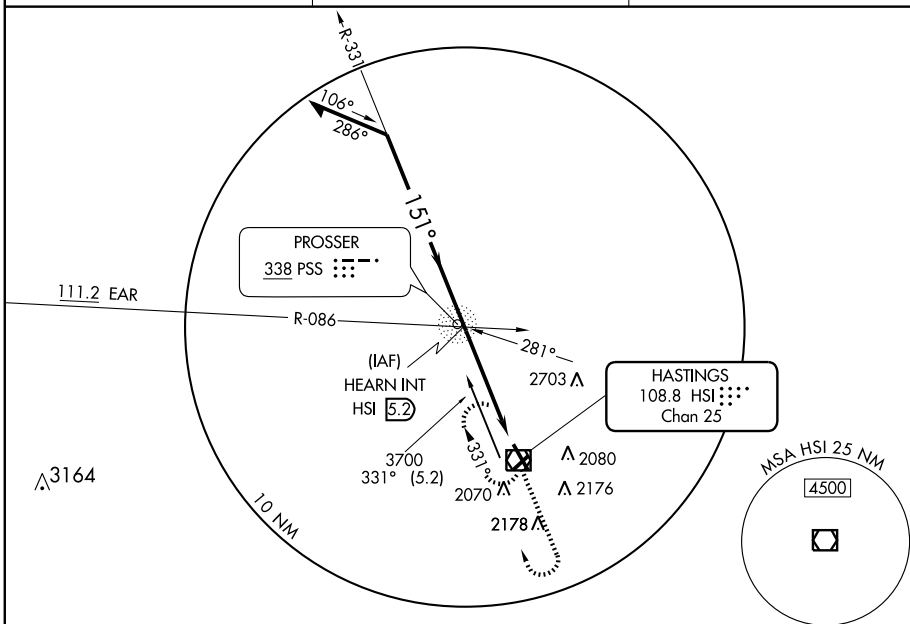 R-331
106°
286°
151°
PROSSER
338 PSS
111.2 EAR
R-086
281°
(IAF)
HEARN INT
HSI 5.2
2703
HASTINGS
108.8 HSI
Chan 25
3700
331° (5.2)
331°
2080
2070
2176
2178
3164
10 NM
MSA HSI 25 NM
4500